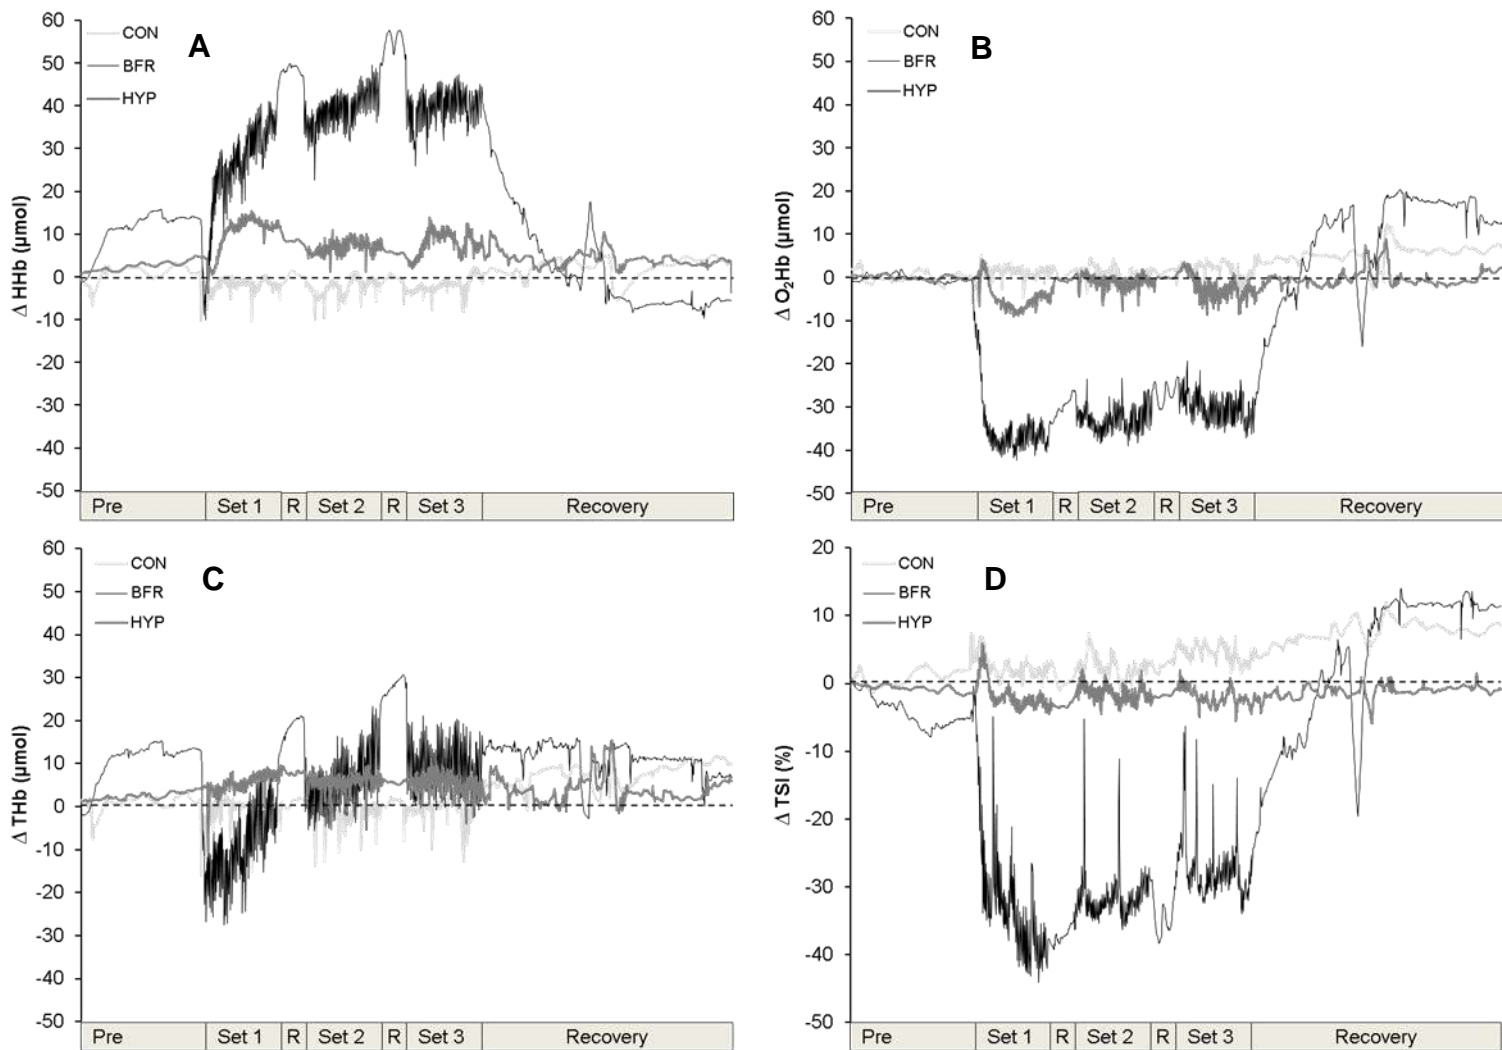 A
CON
BFR
HYP
Δ HHb (µmol)
60
50
40
30
20
10
0
-10
-20
-30
-40
-50
Pre
Set 1
R
Set 2
R
Set 3
Recovery
B
CON
BFR
HYP
Δ O₂Hb (µmol)
60
50
40
30
20
10
0
-10
-20
-30
-40
-50
Pre
Set 1
R
Set 2
R
Set 3
Recovery
C
CON
BFR
HYP
Δ THb (µmol)
60
50
40
30
20
10
0
-10
-20
-30
-40
-50
Pre
Set 1
R
Set 2
R
Set 3
Recovery
D
CON
BFR
HYP
Δ TSI (%)
20
10
0
-10
-20
-30
-40
-50
Pre
Set 1
R
Set 2
R
Set 3
Recovery